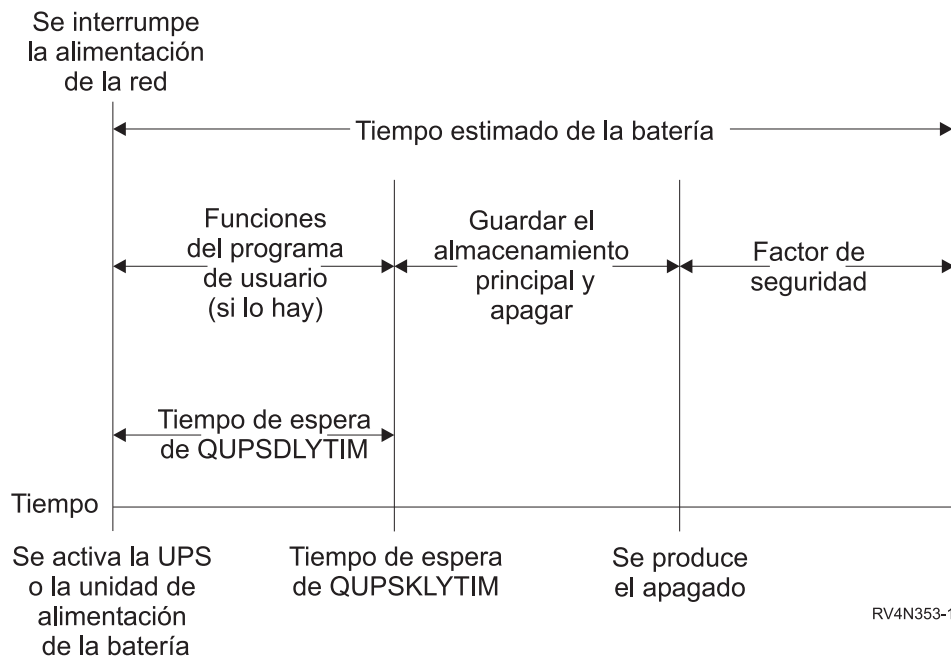 Se interrumpe
la alimentación
de la red
Tiempo estimado de la batería
Funciones
del programa
de usuario
(si lo hay)
Guardar el
almacenamiento
principal y
apagar
Factor de
seguridad
Tiempo de espera
de QUPSDLYTIM
Tiempo
Se activa la UPS
o la unidad de
alimentación
de la batería
Tiempo de espera
de QUPSKLYTIM
Se produce
el apagado
RV4N353-1